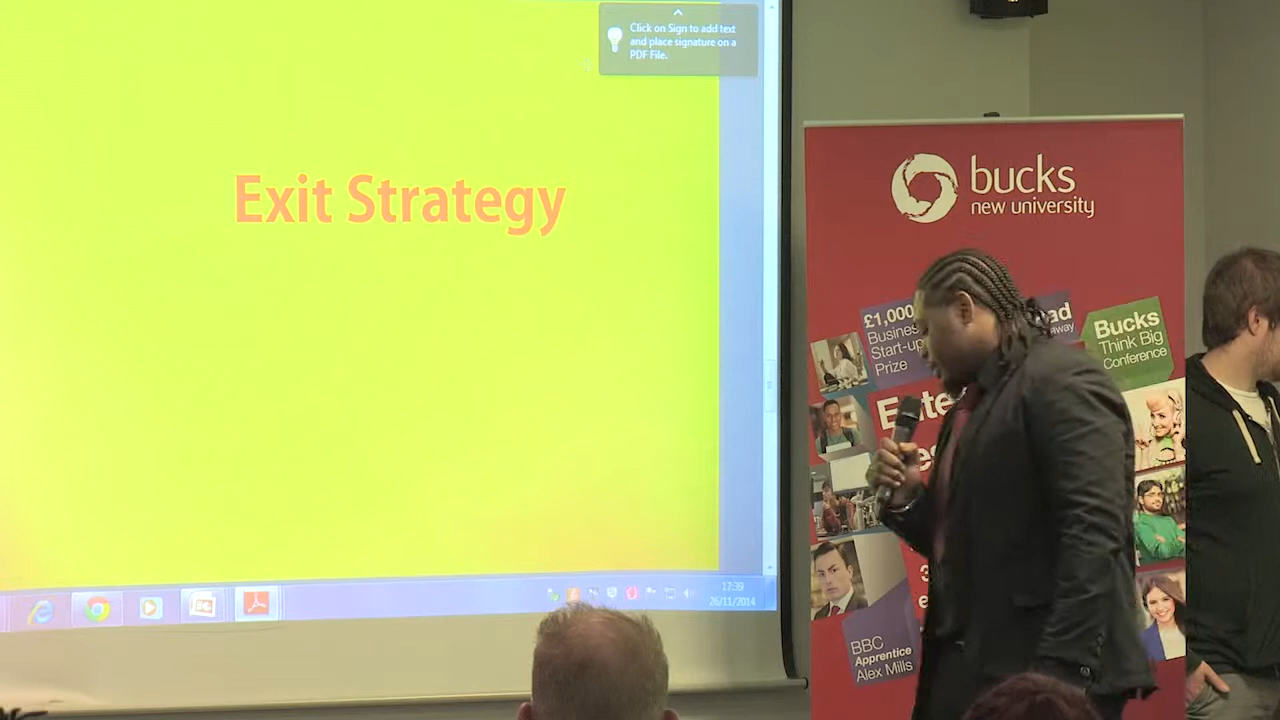 Click on Sign to add text
and place signature on a
PDF File.
Exit Strategy
17:39
26/11/2014
bucks
new university
£1,000
Business
Start-up
Prize
Bucks
Think Big
Conference
BBC
Apprentice
Alex Mills